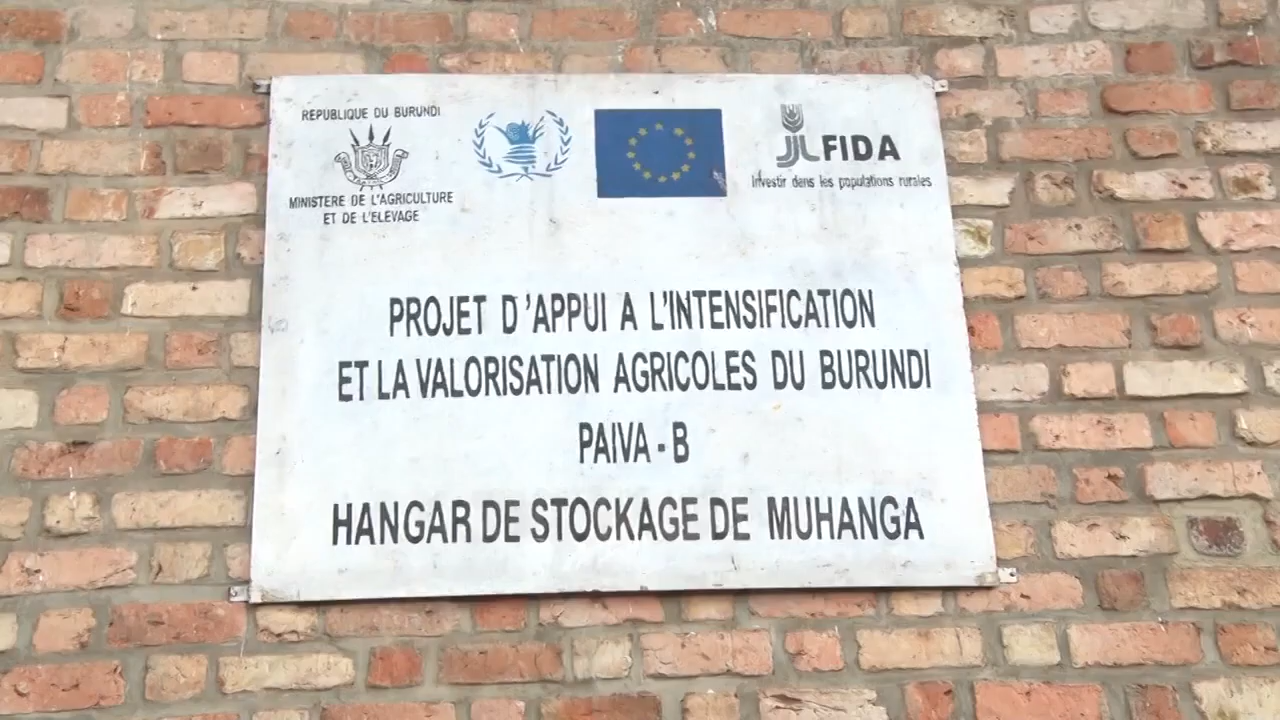 REPUBLIQUE DU BURUNDI
MINISTERE DE L'AGRICULTURE
ET DE L'ELEVAGE
JJL FIDA
Investir dans les populations rurales
PROJET D'APPUI A L'INTENSIFICATION
ET LA VALORISATION AGRICOLES DU BURUNDI
PAIVA - B
HANGAR DE STOCKAGE DE MUHANGA